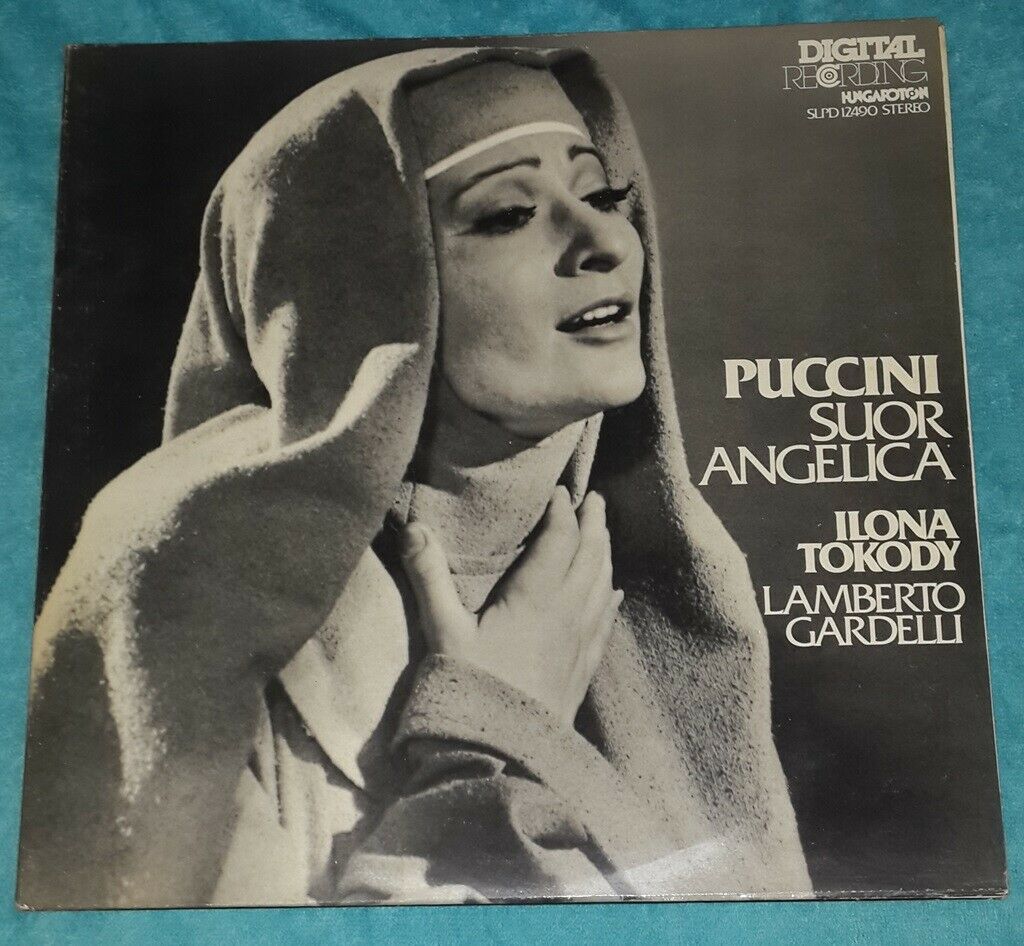 DIGITAL
RECORDING
HUNGAROTON
SLPD 12490 STEREO
PUCCINI
SUOR
ANGELICA
ILONA
TOKODY
LAMBERTO
GARDELLI